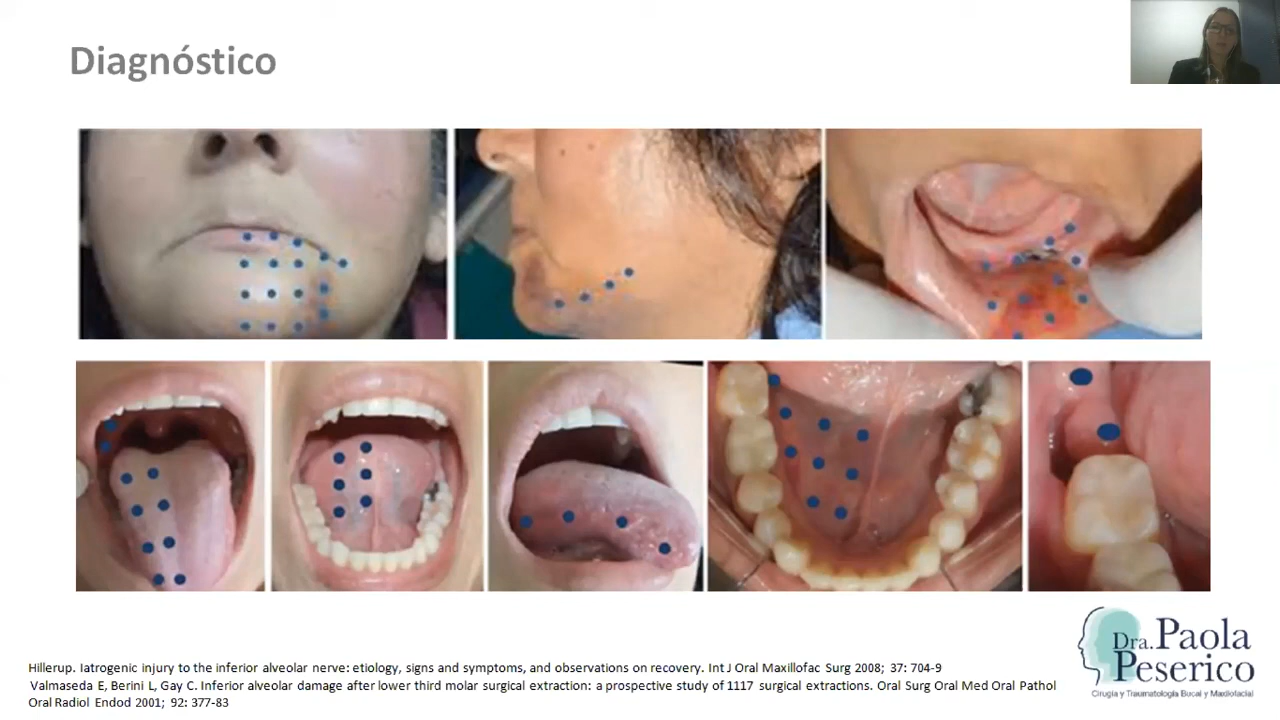 Diagnóstico
Hillerup. Iatrogenic injury to the inferior alveolar nerve: etiology, signs and symptoms, and observations on recovery. Int J Oral Maxillofac Surg 2008; 37: 704-9
Valmaseda E, Berini L, Gay C. Inferior alveolar damage after lower third molar surgical extraction: a prospective study of 1117 surgical extractions. Oral Surg Oral Med Oral Pathol
Oral Radiol Endod 2001; 92: 377-83
Dra. Paola
Peserico
Cirugía y Traumatología Bucal y Maxilofacial